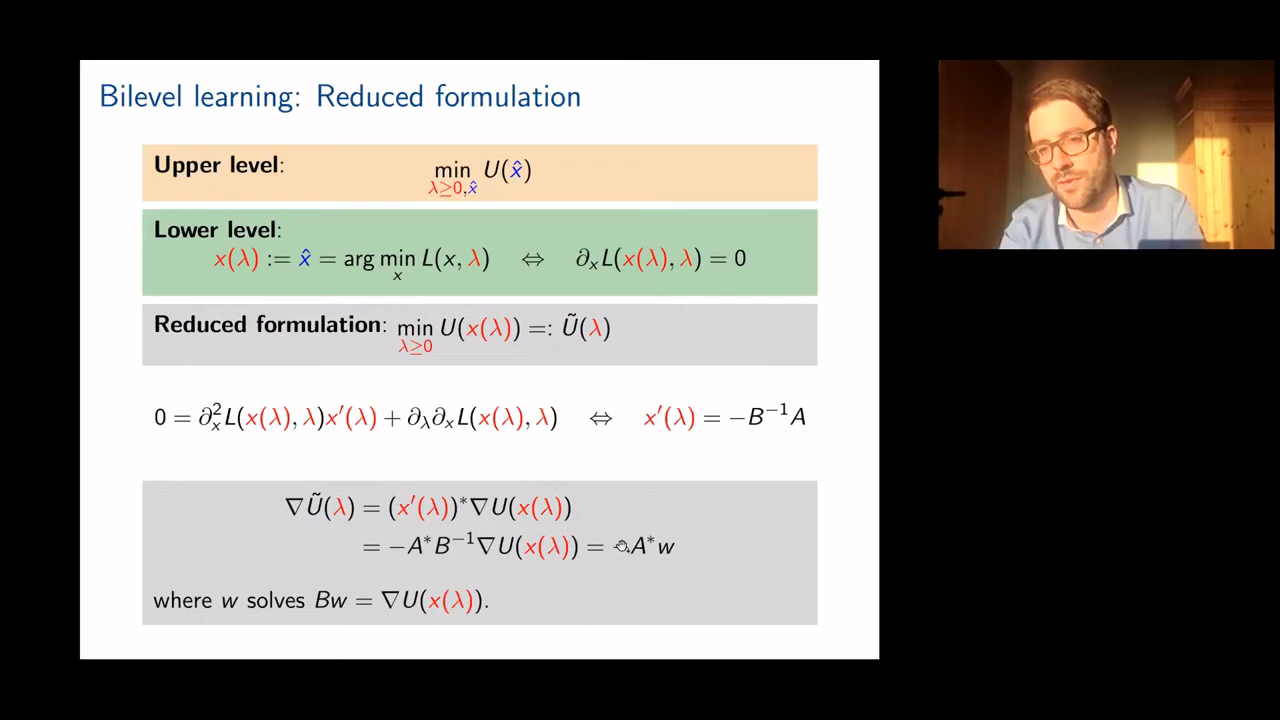 Bilevel learning: Reduced formulation
Upper level: min U(x̂)
λ≥0,x̂
Lower level:
x(λ) := x̂ = arg min L(x, λ) ⇔ ∂ₓL(x(λ), λ) = 0
x
Reduced formulation: min U(x(λ)) =: Ũ(λ)
λ≥0
0 = ∂²ₓL(x(λ), λ)x′(λ) + ∂λ∂ₓL(x(λ), λ) ⇔ x′(λ) = −B⁻¹A
∇Ũ(λ) = (x′(λ))*∇U(x(λ))
= −A*B⁻¹∇U(x(λ)) = A*w
where w solves Bw = ∇U(x(λ)).